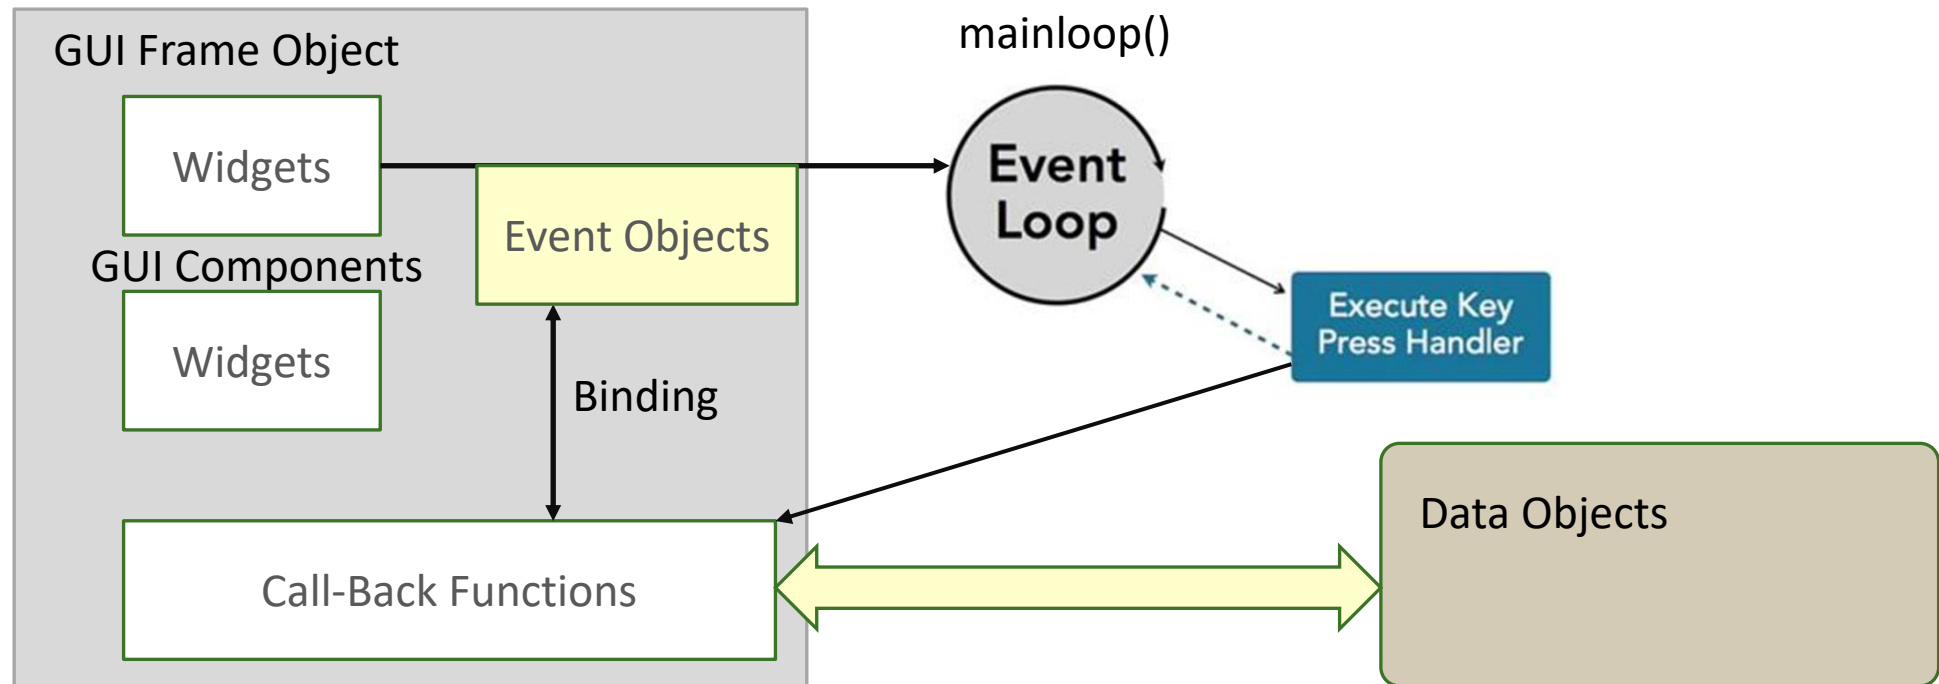 GUI Frame Object
mainloop()
Widgets
Event Objects
Event
Loop
GUI Components
Widgets
Execute Key
Press Handler
Binding
Call-Back Functions
Data Objects